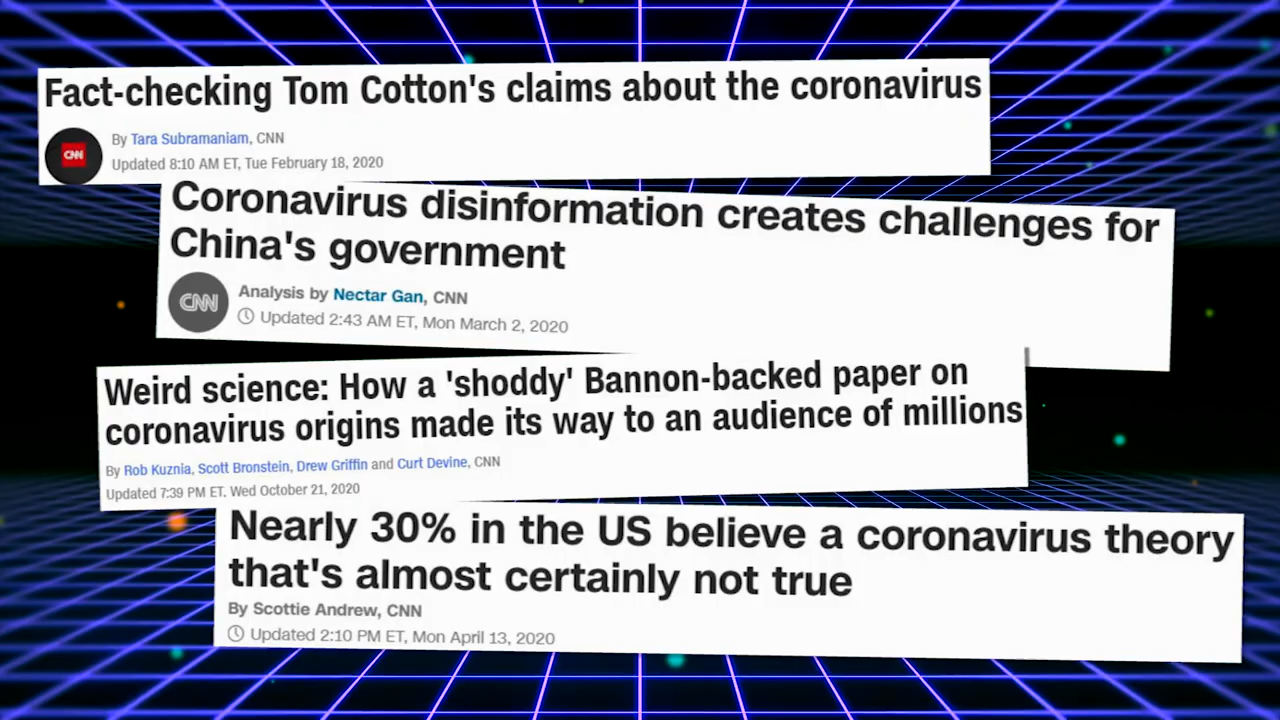 Fact-checking Tom Cotton's claims about the coronavirus
CNN
By Tara Subramaniam, CNN
Updated 8:10 AM ET, Tue February 18, 2020
Coronavirus disinformation creates challenges for
China's government
CNN
Analysis by Nectar Gan, CNN
Updated 2:43 AM ET, Mon March 2, 2020
Weird science: How a 'shoddy' Bannon-backed paper on
coronavirus origins made its way to an audience of millions
By Rob Kuznia, Scott Bronstein, Drew Griffin and Curt Devine, CNN
Updated 7:39 PM ET, Wed October 21, 2020
Nearly 30% in the US believe a coronavirus theory
that's almost certainly not true
By Scottie Andrew, CNN
Updated 2:10 PM ET, Mon April 13, 2020